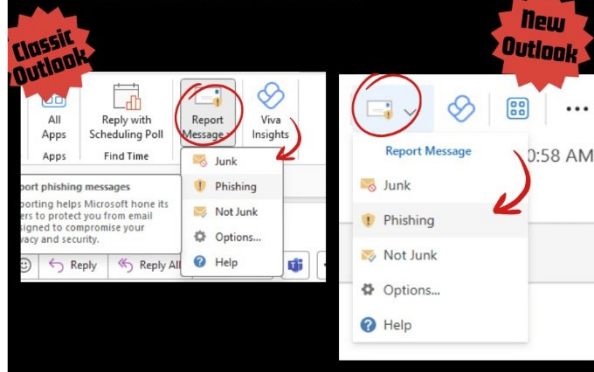 Classic
Outlook
New
Outlook
All
Apps
Reply with
Scheduling Poll
Report
Message
Viva
Insights
Apps
Find Time
Junk
Phishing
Not Junk
Options...
Help
port phishing messages
porting helps Microsoft hone its
ers to protect you from email
signed to compromise your
vacy and security.
Reply
Reply All
Report Message
0:58 AM
Junk
Phishing
Not Junk
Options...
Help